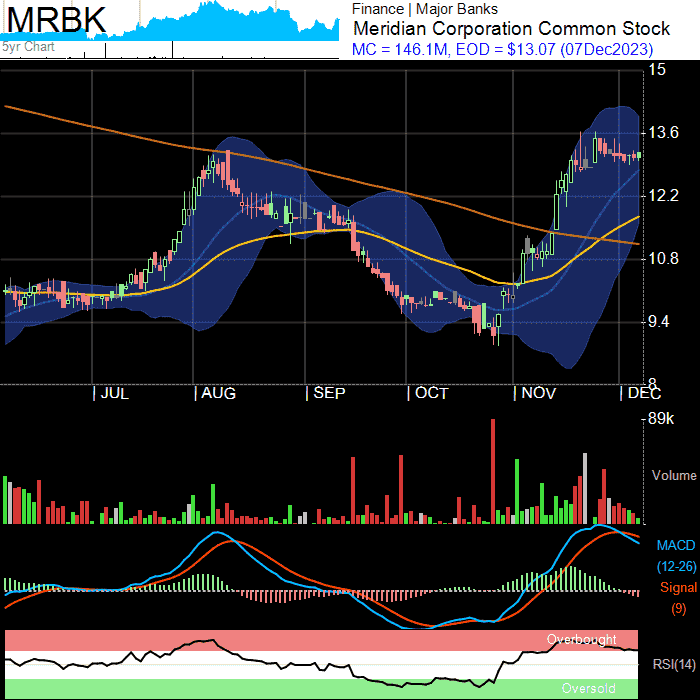 MRBK
5yr Chart
Finance | Major Banks
Meridian Corporation Common Stock
MC = 146.1M, EOD = $13.07 (07Dec2023)
15
13.6
12.2
10.8
9.4
8
JUL AUG SEP OCT NOV DEC
89k
Volume
MACD
(12-26)
Signal
(9)
Overbought
RSI(14)
Oversold